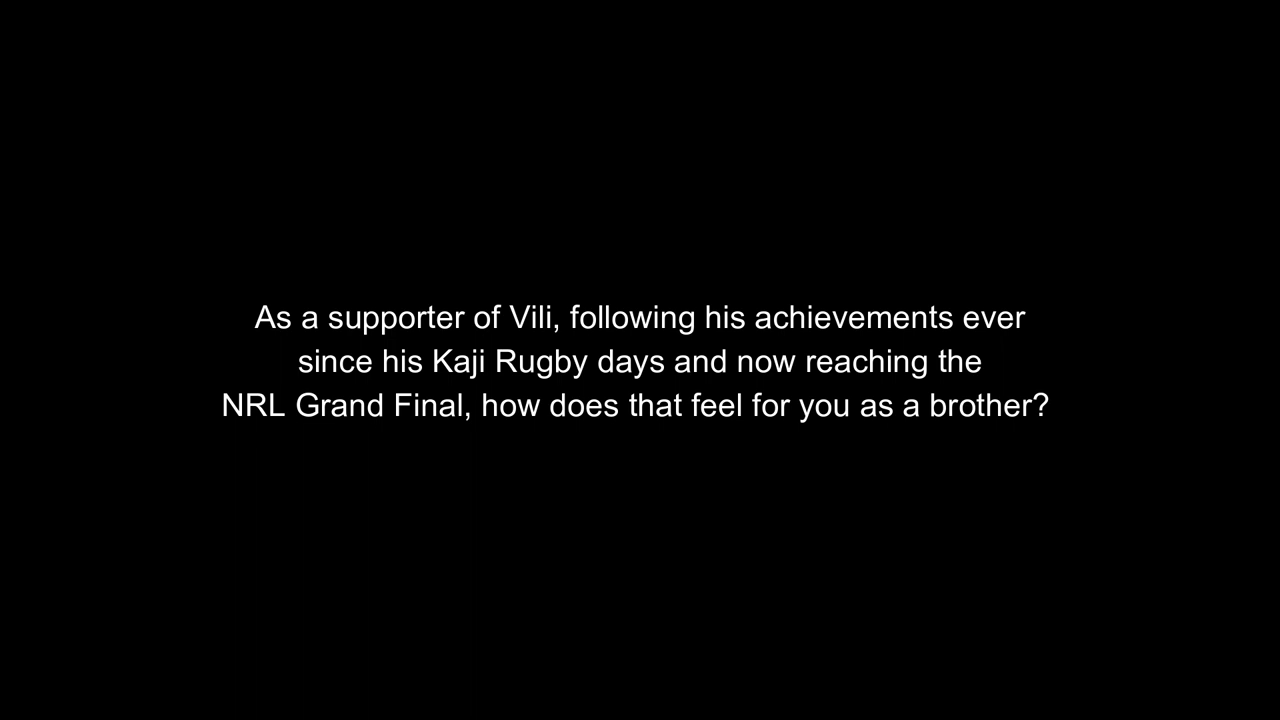 As a supporter of Vili, following his achievements ever
since his Kaji Rugby days and now reaching the
NRL Grand Final, how does that feel for you as a brother?